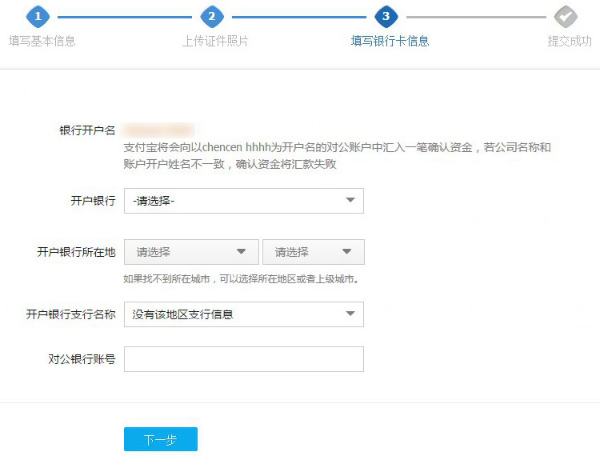 1 2 3
填写基本信息 上传证件照片 填写银行卡信息 提交成功
银行开户名
支付宝将会向以chencen hhhh为开户名的对公账户中汇入一笔确认资金，若公司名称和
账户开户姓名不一致，确认资金将汇款失败
开户银行 -请选择-
开户银行所在地 请选择 请选择
如果找不到所在城市，可以选择所在地区或者上级城市。
开户银行支行名称 没有该地区支行信息
对公银行账号
下一步